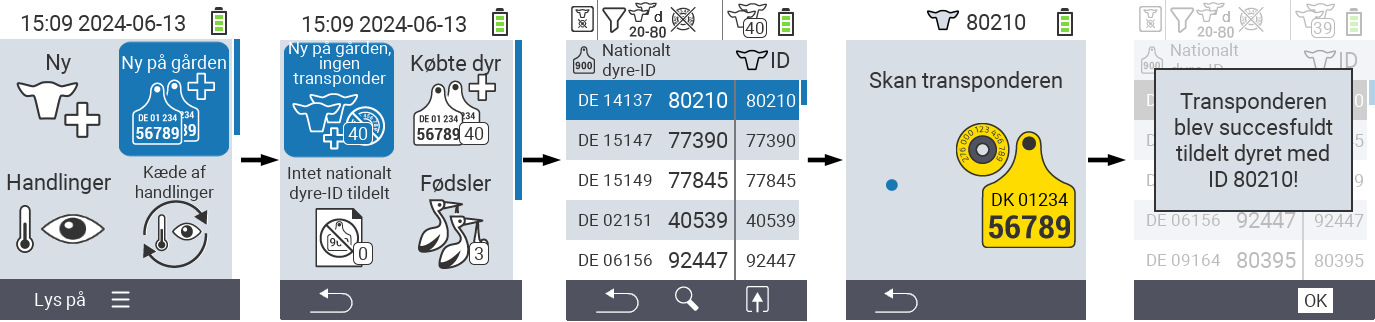 15:09 2024-06-13
Ny
Ny på gården
DE 01 234
56789
Handlinger
Kæde af
handlinger
Lys på
15:09 2024-06-13
Ny på gården,
ingen
transponder
40
Købte dyr
DE 01 234
56789
40
Intet nationalt
dyre-ID tildelt
0
Fødsler
3
d
20-80
40
900
Nationalt
dyre-ID
ID
DE 14137 80210 80210
DE 15147 77390 77390
DE 15149 77845 77845
DE 02151 40539 40539
DE 06156 92447 92447
80210
Skan transponderen
276 000 123 456 789
DK 01234
56789
d
20-80
39
900
Nationalt
dyre-ID
ID
Transponderen
blev succesfuldt
tildelt dyret med
ID 80210!
DE 06156 92447 92447
DE 09164 80395 80395
OK